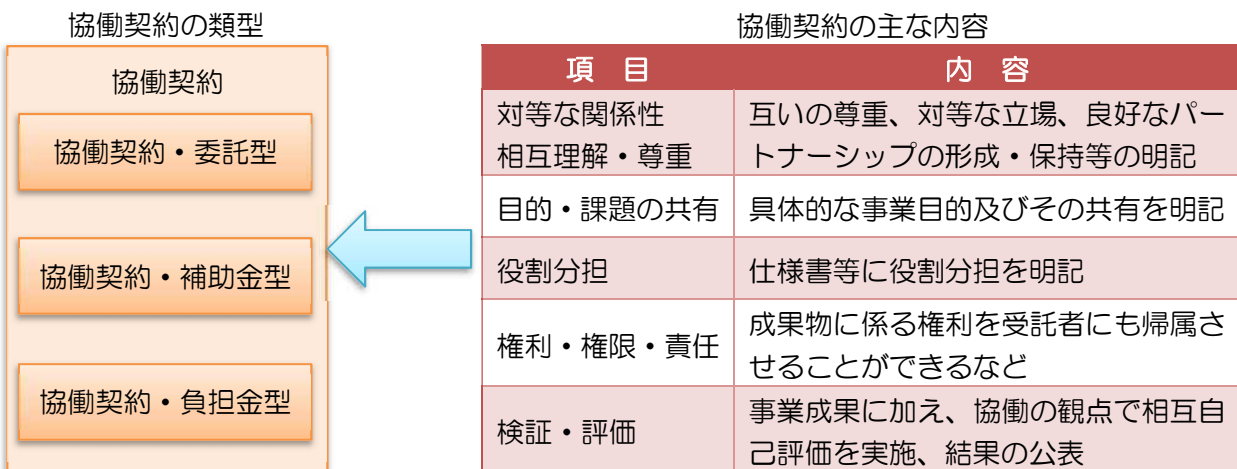 協働契約の類型
協働契約
協働契約・委託型
協働契約・補助金型
協働契約・負担金型
協働契約の主な内容
項　目　内　容
対等な関係性
相互理解・尊重
互いの尊重、対等な立場、良好なパー
トナーシップの形成・保持等の明記
目的・課題の共有　具体的な事業目的及びその共有を明記
役割分担　仕様書等に役割分担を明記
権利・権限・責任
成果物に係る権利を受託者にも帰属さ
せることができるなど
検証・評価
事業成果に加え、協働の観点で相互自
己評価を実施、結果の公表